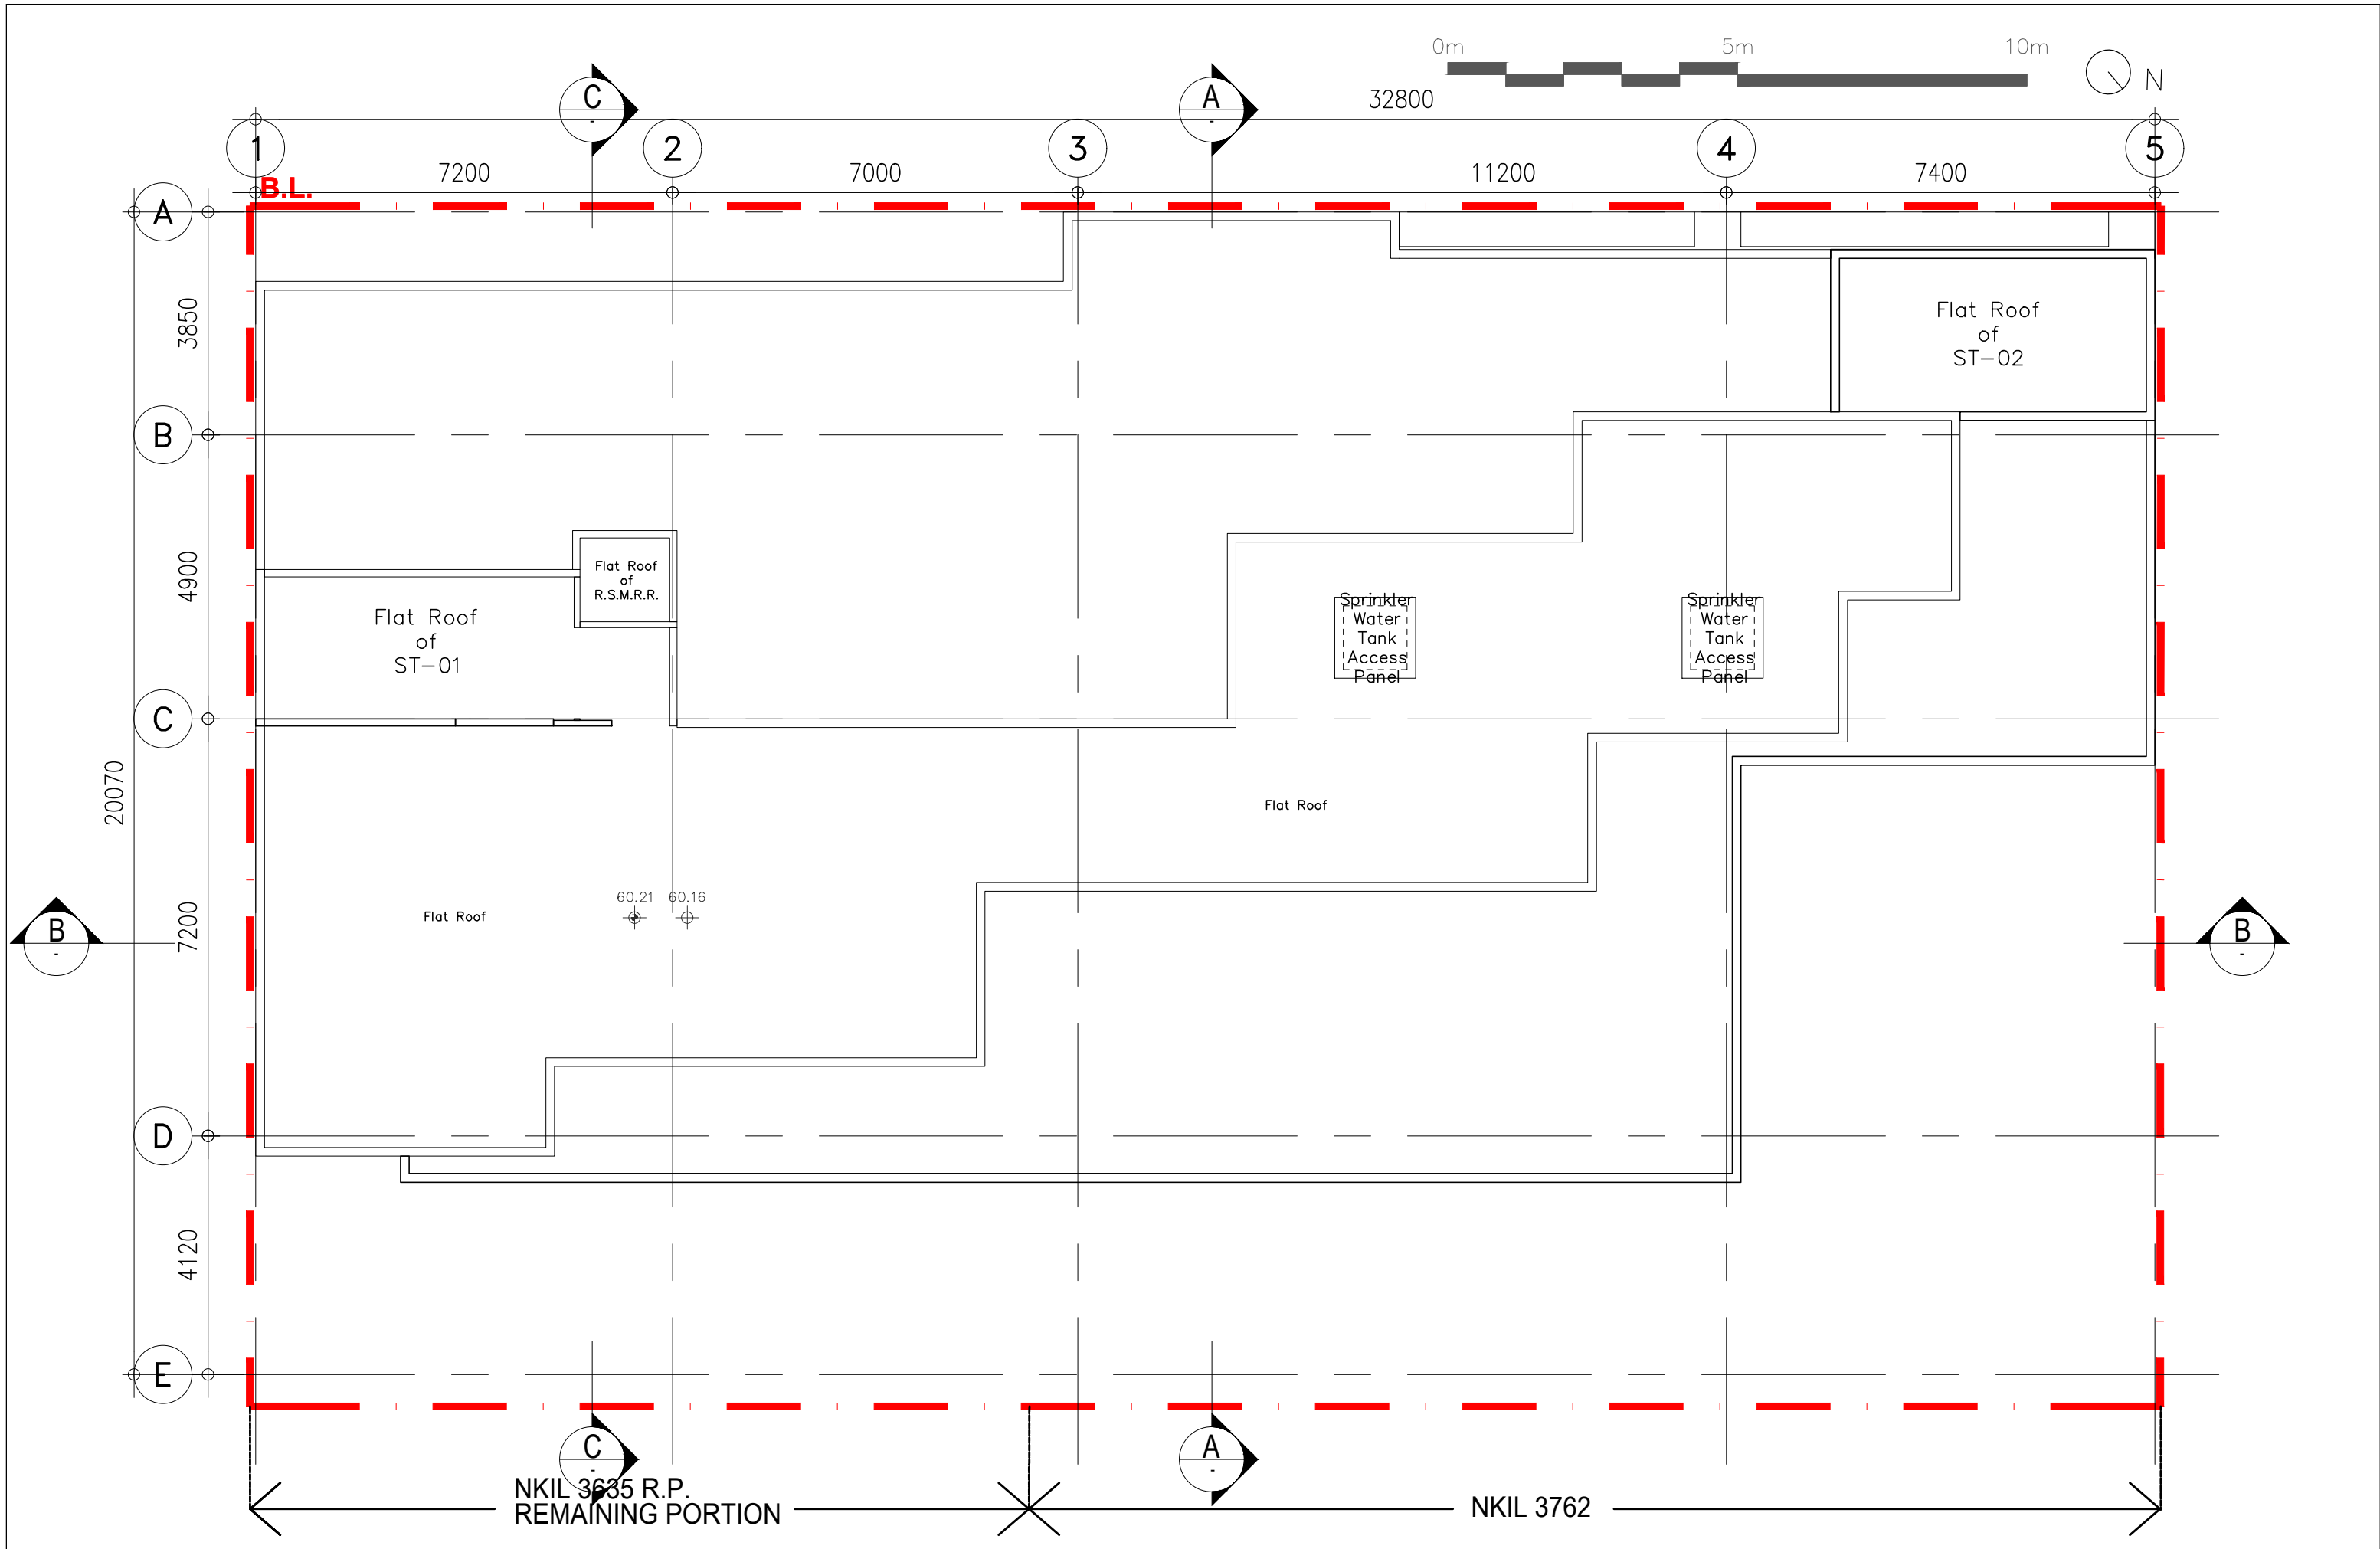 0m
5m
10m
N
32800
C
-
A
-
1
2
3
4
5
7200
7000
11200
7400
B.L.
A
B
C
D
E
3850
4900
7200
4120
20070
Flat Roof
of
ST-02
Flat Roof
of
R.S.M.R.R.
Flat Roof
of
ST-01
Sprinkler
Water
Tank
Access
Panel
Sprinkler
Water
Tank
Access
Panel
Flat Roof
Flat Roof
60.21
60.16
B
-
B
-
C
-
A
-
NKIL 3635 R.P.
REMAINING PORTION
NKIL 3762